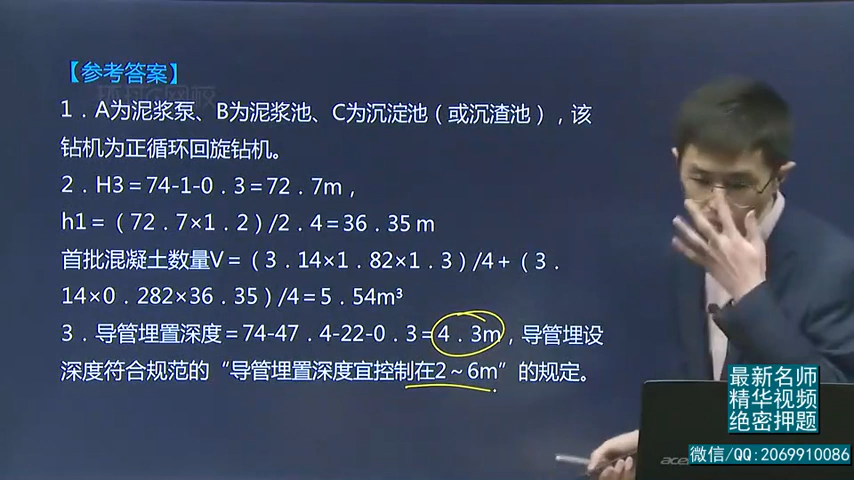 【参考答案】
1．A为泥浆泵、B为泥浆池、C为沉淀池（或沉渣池），该
钻机为正循环回旋钻机。
2．H3＝74-1-0．3＝72．7m，
h1＝（72．7×1．2）/2．4＝36．35 m
首批混凝土数量V＝（3．14×1．82×1．3）/4＋（3．
14×0．282×36．35）/4＝5．54m³
3．导管埋置深度＝74-47．4-22-0．3＝4．3m，导管埋设
深度符合规范的“导管埋置深度宜控制在2～6m”的规定。
最新名师
精华视频
绝密押题
微信/QQ:2069910086
acer